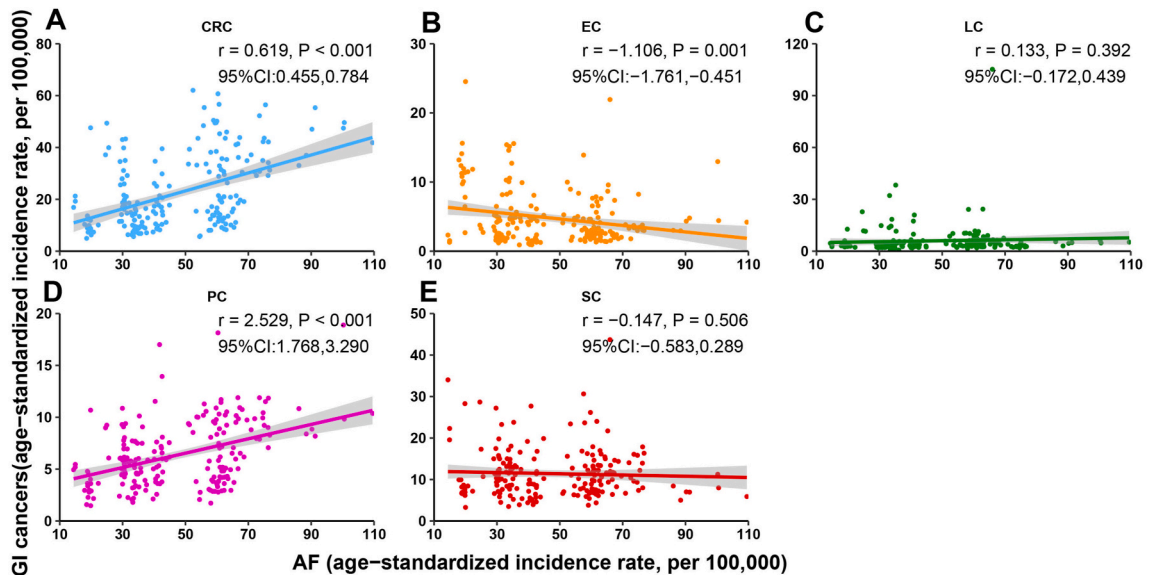 GI cancers(age−standardized incidence rate, per 100,000)
A
CRC
r = 0.619, P < 0.001
95%CI:0.455,0.784
80
60
40
20
0
10 30 50 70 90 110
B
EC
r = −1.106, P = 0.001
95%CI:−1.761,−0.451
30
20
10
0
10 30 50 70 90 110
C
LC
r = 0.133, P = 0.392
95%CI:−0.172,0.439
120
90
60
30
0
10 30 50 70 90 110
D
PC
r = 2.529, P < 0.001
95%CI:1.768,3.290
20
15
10
5
0
10 30 50 70 90 110
E
SC
r = −0.147, P = 0.506
95%CI:−0.583,0.289
50
40
30
20
10
0
10 30 50 70 90 110
AF (age−standardized incidence rate, per 100,000)